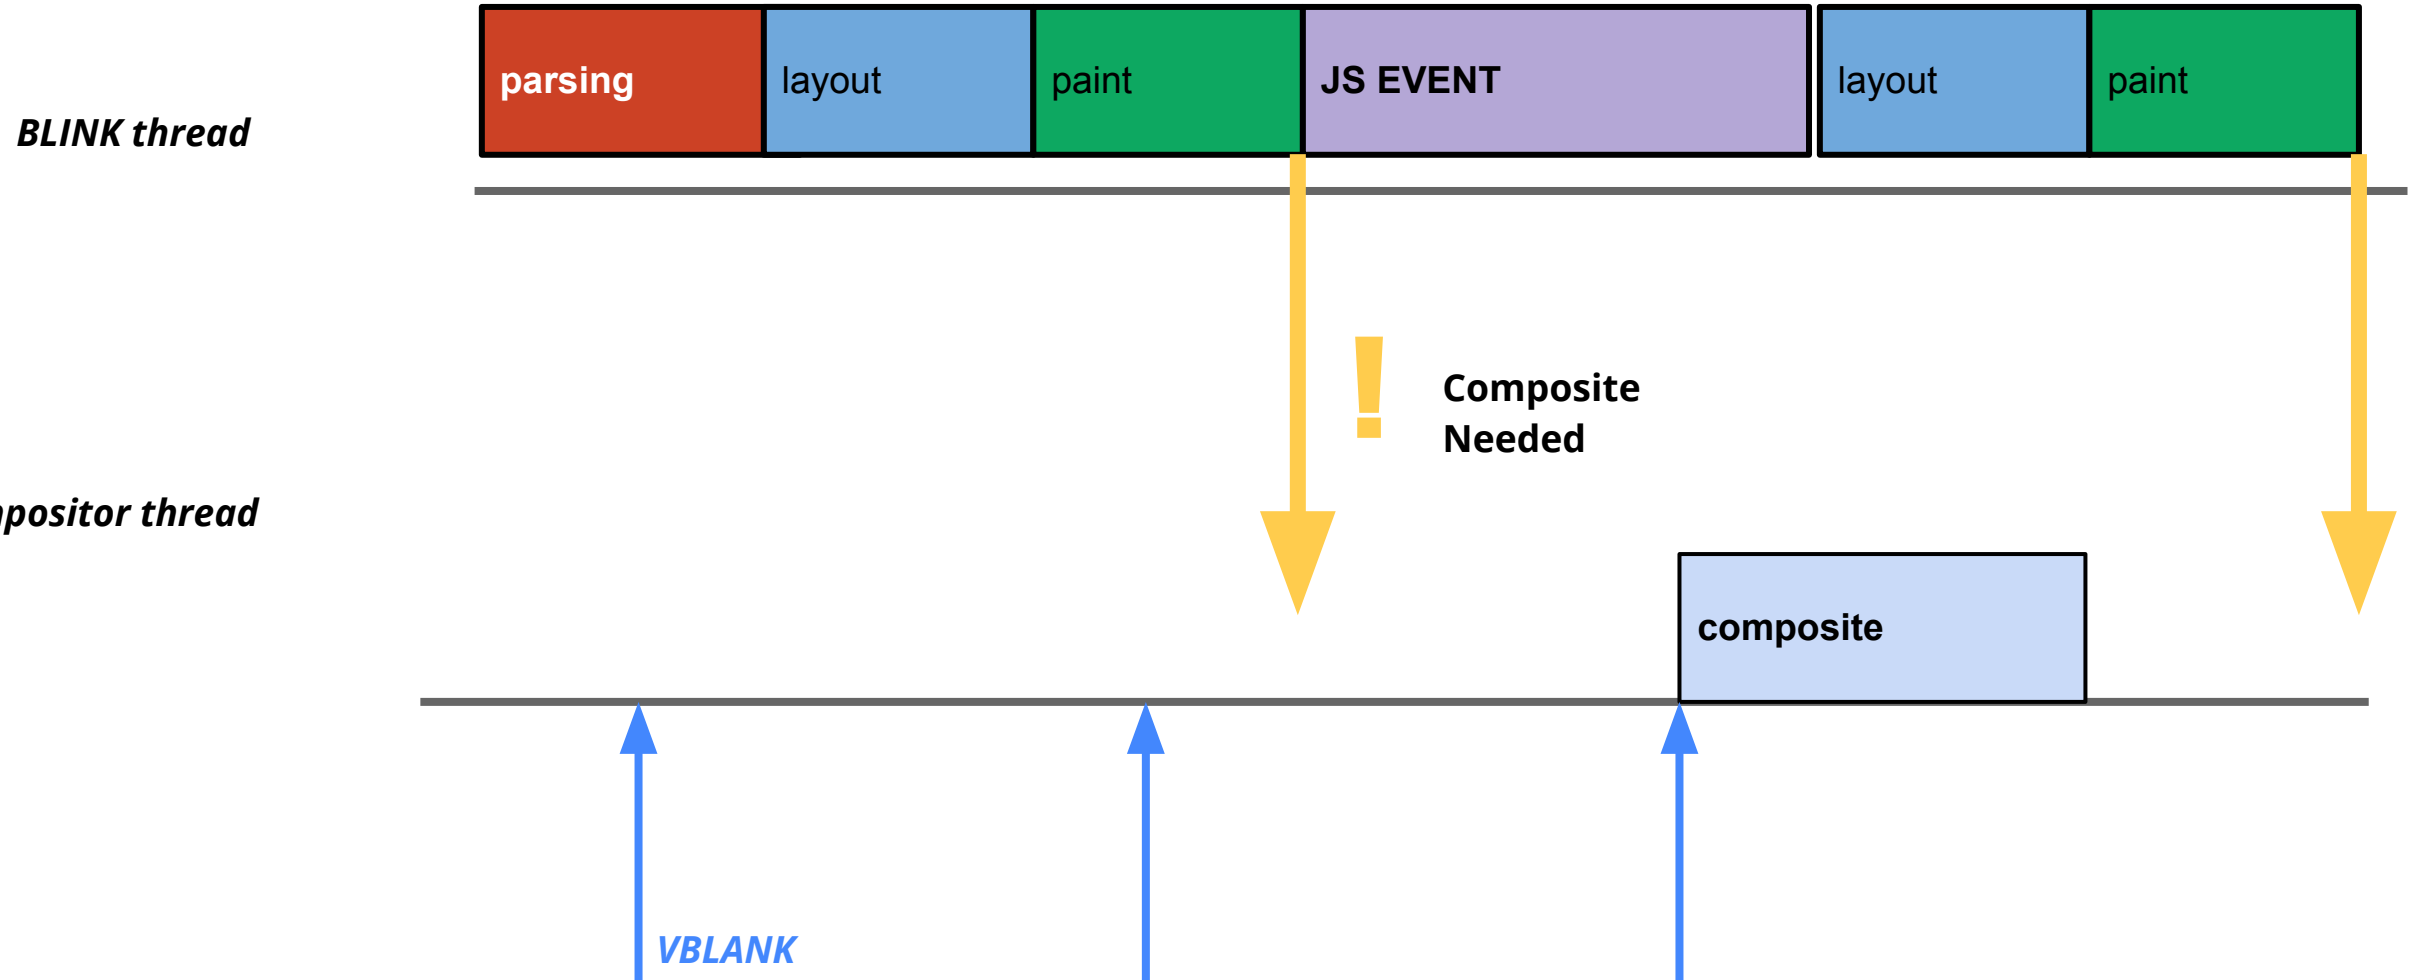 parsing
layout
paint
JS EVENT
layout
paint
BLINK thread
Composite
Needed
positor thread
composite
VBLANK